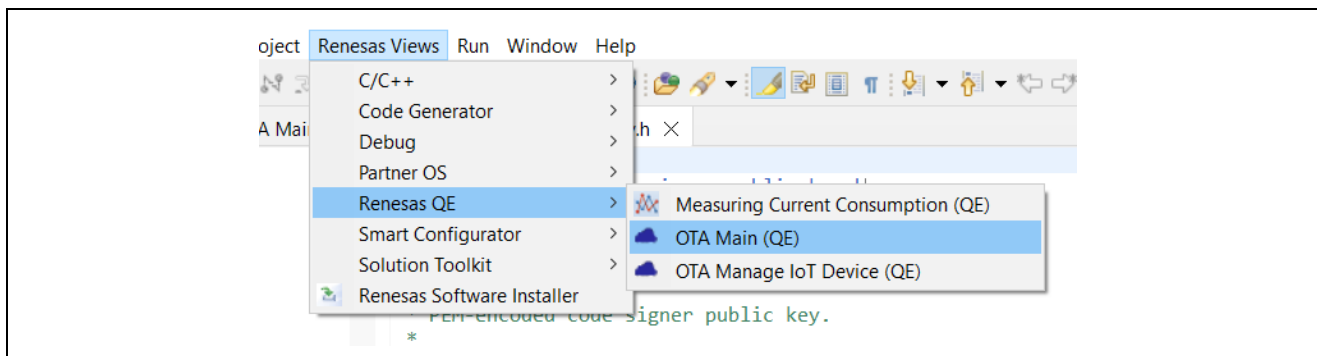 oject Renesas Views Run Window Help
C/C++ >
Code Generator >
A Mai
.h ×
Debug >
Partner OS >
Renesas QE >
Measuring Current Consumption (QE)
Smart Configurator >
OTA Main (QE)
Solution Toolkit >
OTA Manage IoT Device (QE)
Renesas Software Installer
* PEM-encoded code signer public key.
*